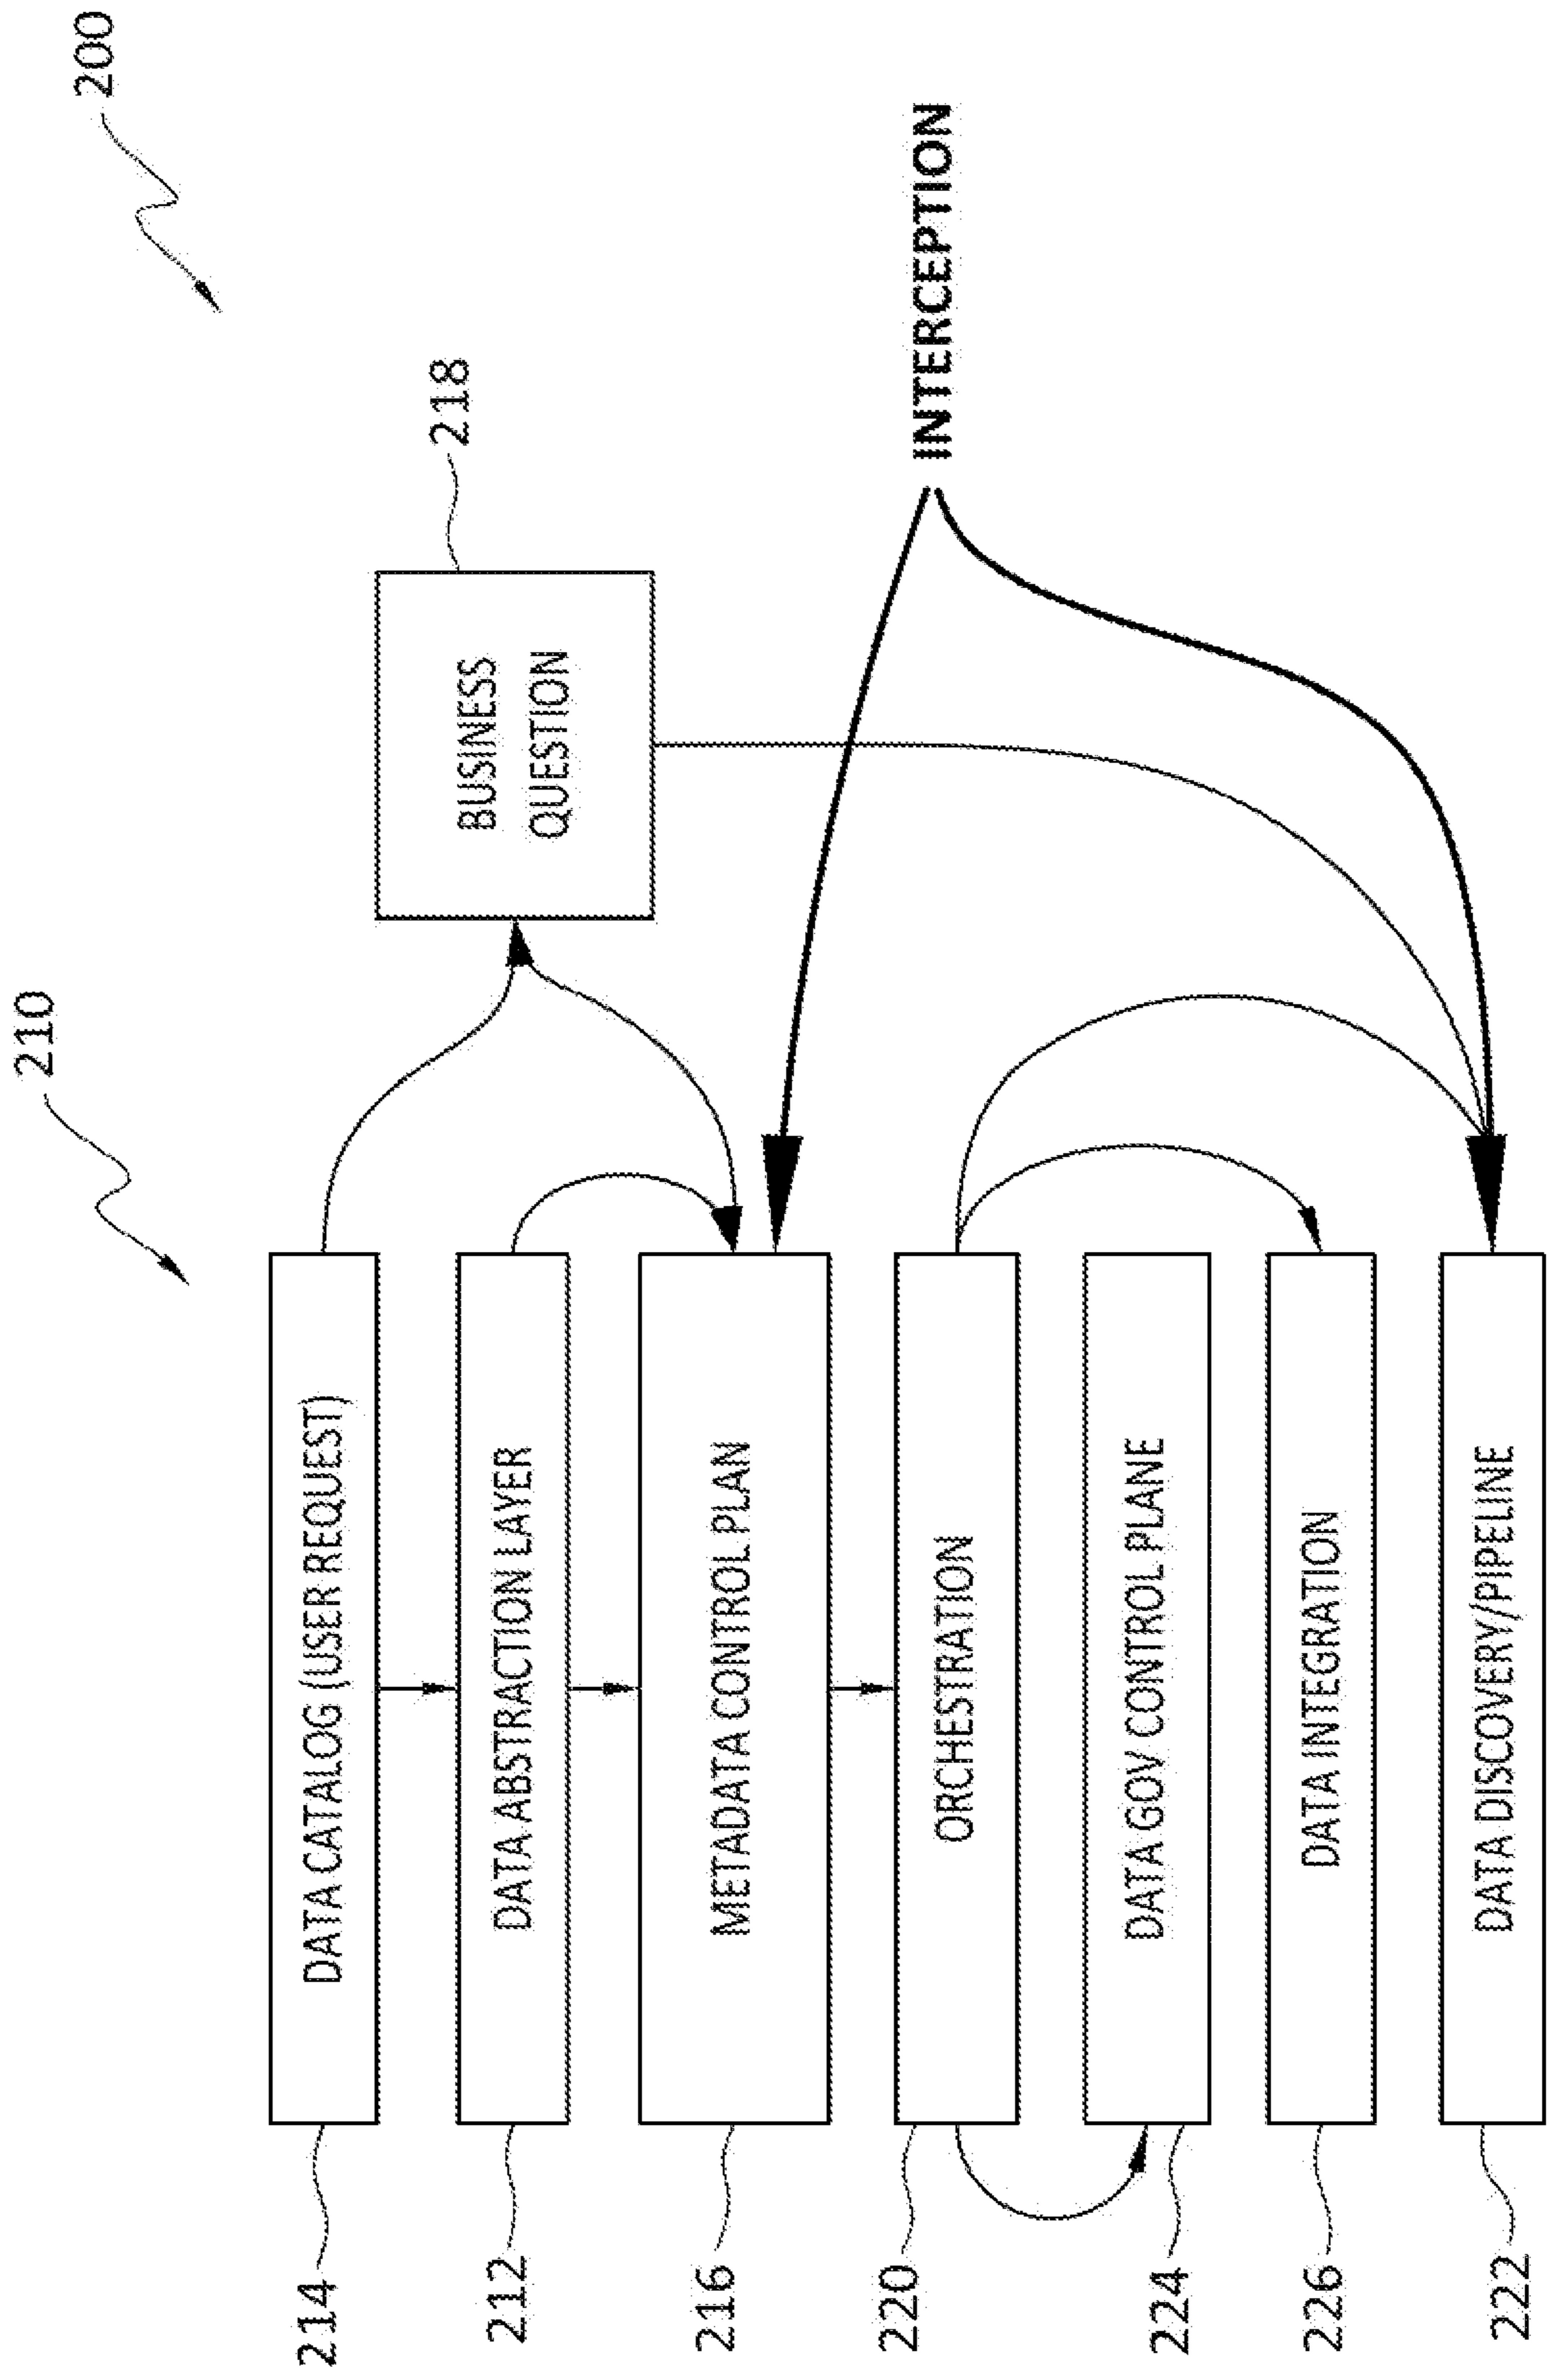 200
210
214
DATA CATALOG (USER REQUEST)
212
DATA ABSTRACTION LAYER
218
BUSINESS
QUESTION
216
METADATA CONTROL PLAN
INTERCEPTION
220
ORCHESTRATION
224
DATA GOV CONTROL PLANE
226
DATA INTEGRATION
222
DATA DISCOVERY/PIPELINE